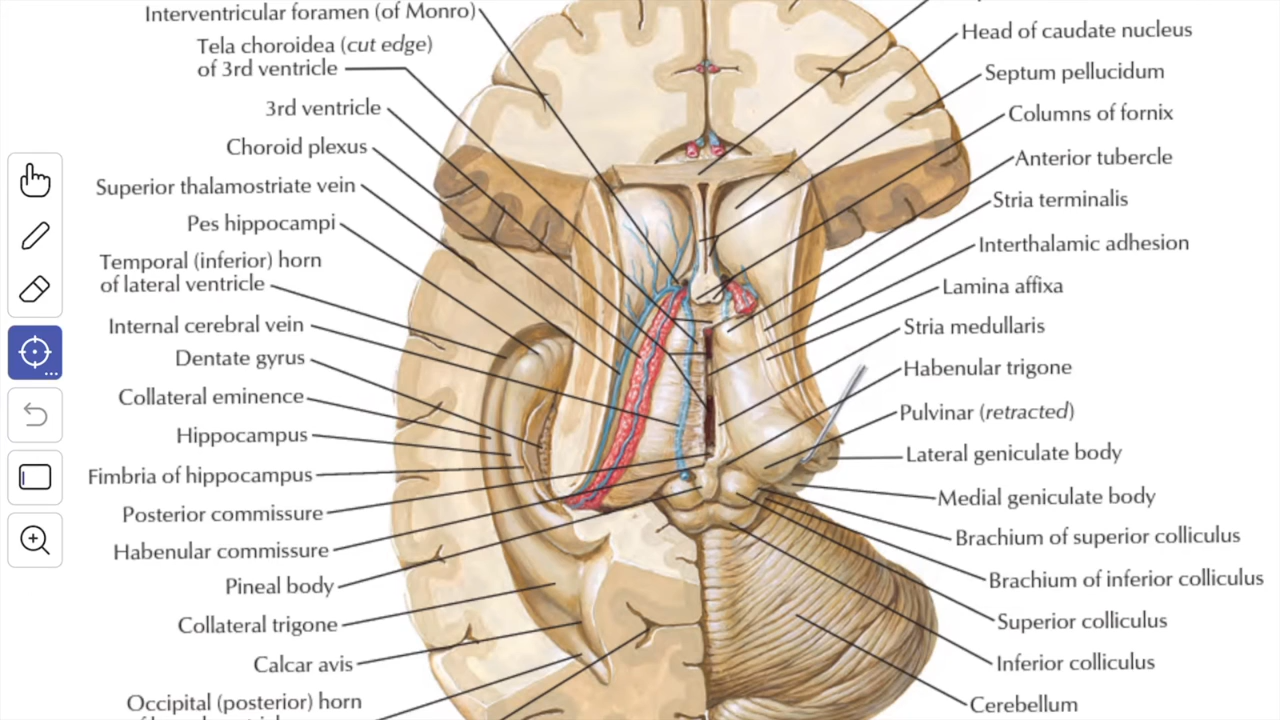 Interventricular foramen (of Monro)
Tela choroidea (cut edge)
of 3rd ventricle
3rd ventricle
Choroid plexus
Superior thalamostriate vein
Pes hippocampi
Temporal (inferior) horn
of lateral ventricle
Internal cerebral vein
Dentate gyrus
Collateral eminence
Hippocampus
Fimbria of hippocampus
Posterior commissure
Habenular commissure
Pineal body
Collateral trigone
Calcar avis
Occipital (posterior) horn
Head of caudate nucleus
Septum pellucidum
Columns of fornix
Anterior tubercle
Stria terminalis
Interthalamic adhesion
Lamina affixa
Stria medullaris
Habenular trigone
Pulvinar (retracted)
Lateral geniculate body
Medial geniculate body
Brachium of superior colliculus
Brachium of inferior colliculus
Superior colliculus
Inferior colliculus
Cerebellum